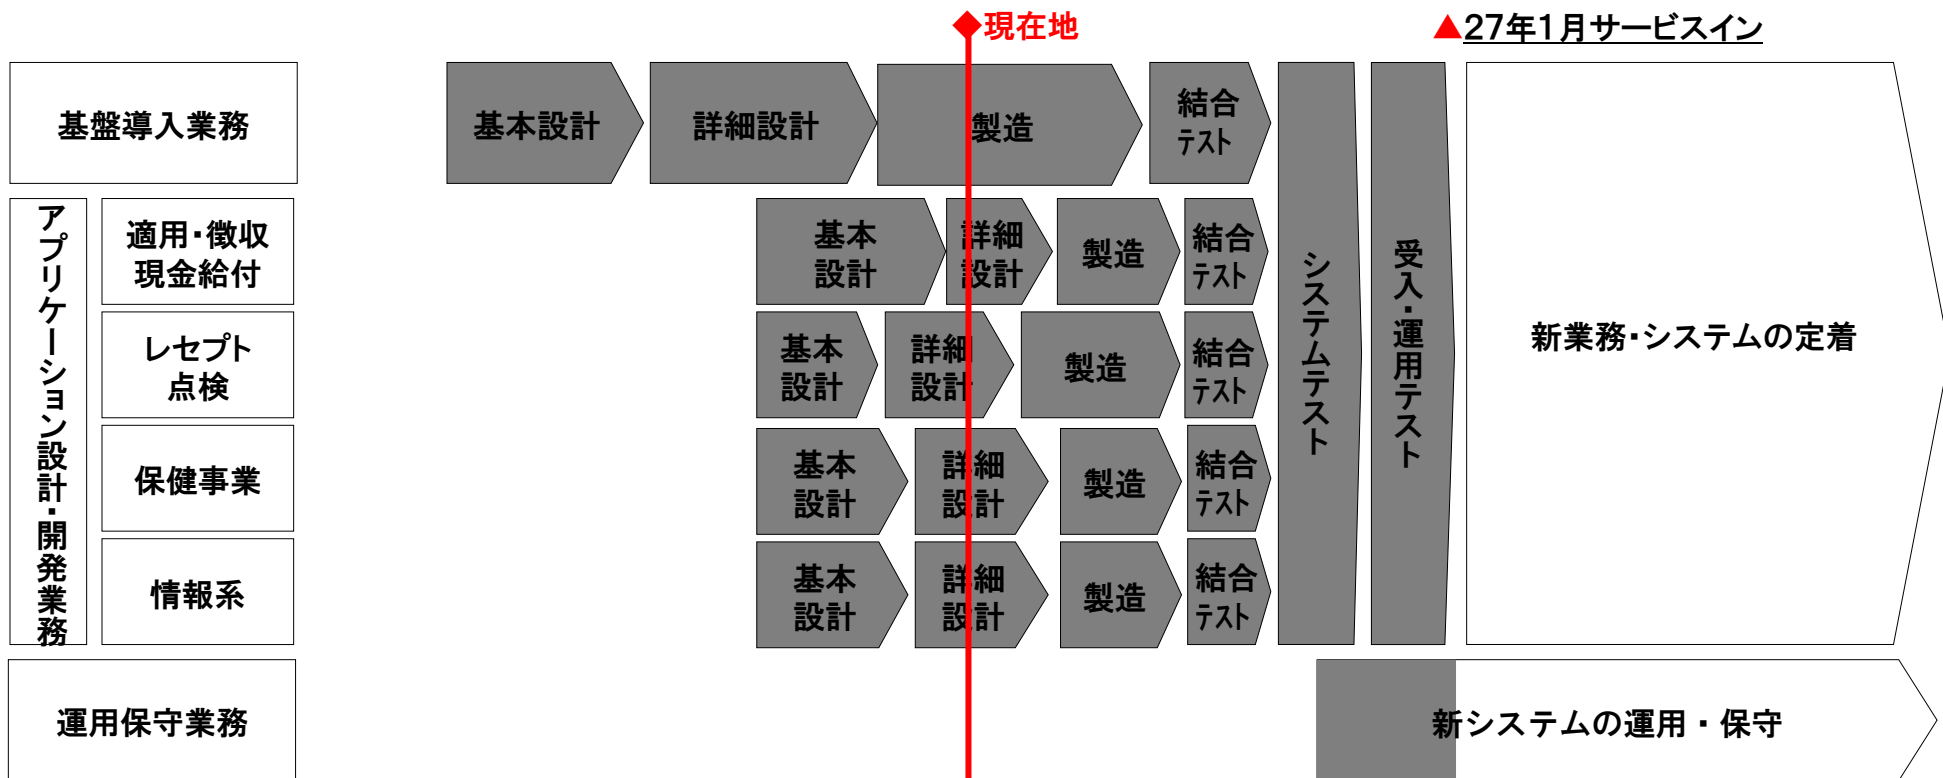 現在地
▲27年1月サービスイン
基盤導入業務
基本設計
詳細設計
製造
結合
テスト
アプリケーション設計・開発業務
適用・徴収
現金給付
基本
設計
詳細
設計
製造
結合
テスト
レセプト
点検
基本
設計
詳細
設計
製造
結合
テスト
保健事業
基本
設計
詳細
設計
製造
結合
テスト
情報系
基本
設計
詳細
設計
製造
結合
テスト
システムテスト
受入・運用テスト
新業務・システムの定着
運用保守業務
新システムの運用・保守